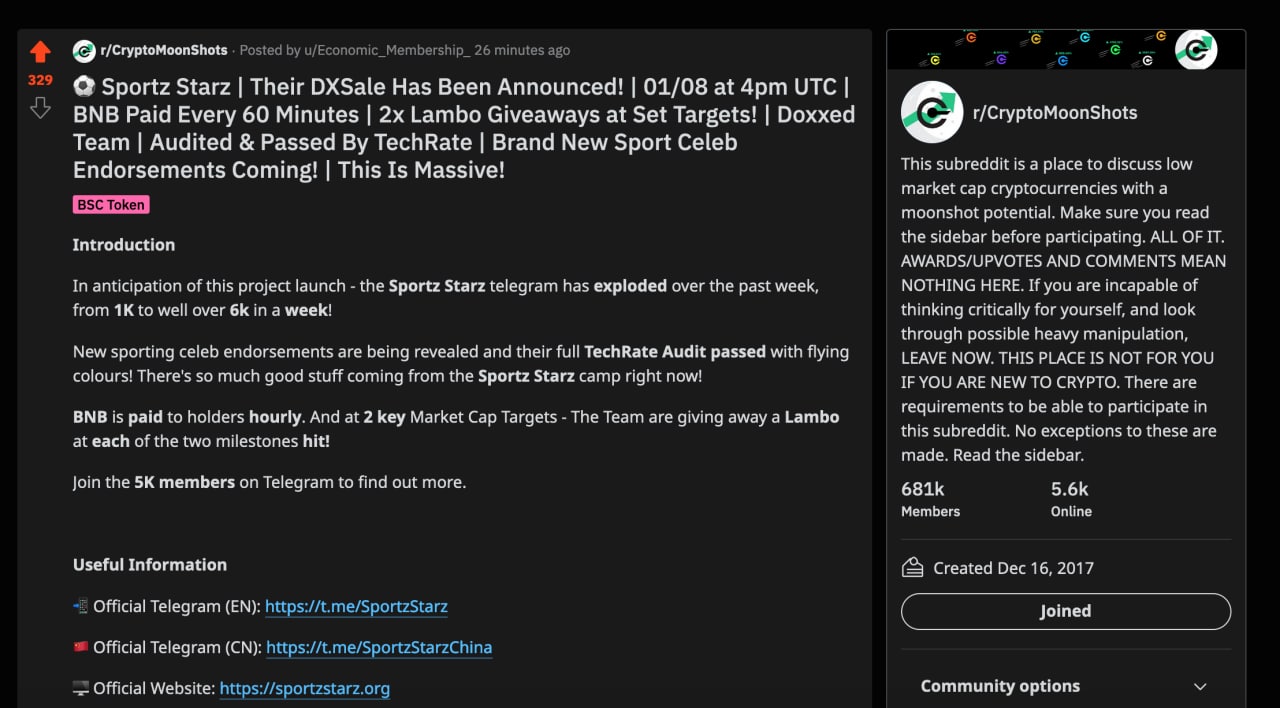 r/CryptoMoonShots · Posted by u/Economic_Membership_ 26 minutes ago
329
⚽ Sportz Starz | Their DXSale Has Been Announced! | 01/08 at 4pm UTC |
BNB Paid Every 60 Minutes | 2x Lambo Giveaways at Set Targets! | Doxxed
Team | Audited & Passed By TechRate | Brand New Sport Celeb
Endorsements Coming! | This Is Massive!
BSC Token
Introduction
In anticipation of this project launch - the Sportz Starz telegram has exploded over the past week,
from 1K to well over 6k in a week!
New sporting celeb endorsements are being revealed and their full TechRate Audit passed with flying
colours! There's so much good stuff coming from the Sportz Starz camp right now!
BNB is paid to holders hourly. And at 2 key Market Cap Targets - The Team are giving away a Lambo
at each of the two milestones hit!
Join the 5K members on Telegram to find out more.
Useful Information
📲 Official Telegram (EN): https://t.me/SportzStarz
🇨🇳 Official Telegram (CN): https://t.me/SportzStarzChina
🖥️ Official Website: https://sportzstarz.org
r/CryptoMoonShots
This subreddit is a place to discuss low
market cap cryptocurrencies with a
moonshot potential. Make sure you read
the sidebar before participating. ALL OF IT.
AWARDS/UPVOTES AND COMMENTS MEAN
NOTHING HERE. If you are incapable of
thinking critically for yourself, and look
through possible heavy manipulation,
LEAVE NOW. THIS PLACE IS NOT FOR YOU
IF YOU ARE NEW TO CRYPTO. There are
requirements to be able to participate in
this subreddit. No exceptions to these are
made. Read the sidebar.
681k
Members
5.6k
Online
Created Dec 16, 2017
Joined
Community options